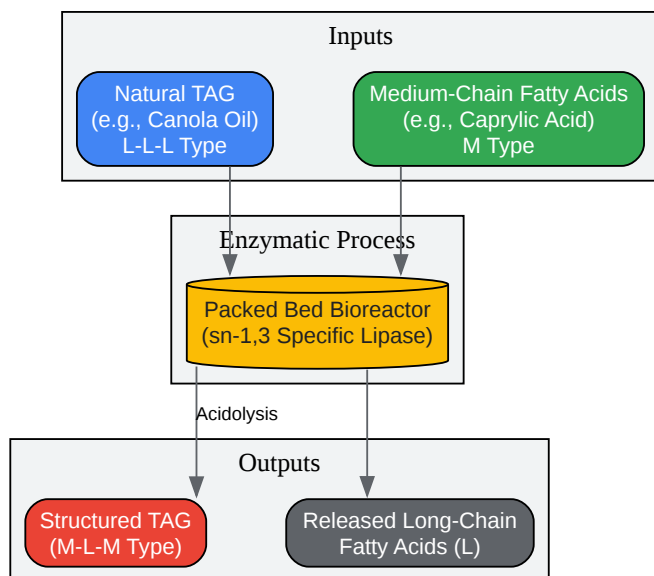 Inputs
Natural TAG
(e.g., Canola Oil)
L-L-L Type
Medium-Chain Fatty Acids
(e.g., Caprylic Acid)
M Type
Enzymatic Process
Packed Bed Bioreactor
(sn-1,3 Specific Lipase)
Acidolysis
Outputs
Structured TAG
(M-L-M Type)
Released Long-Chain
Fatty Acids (L)